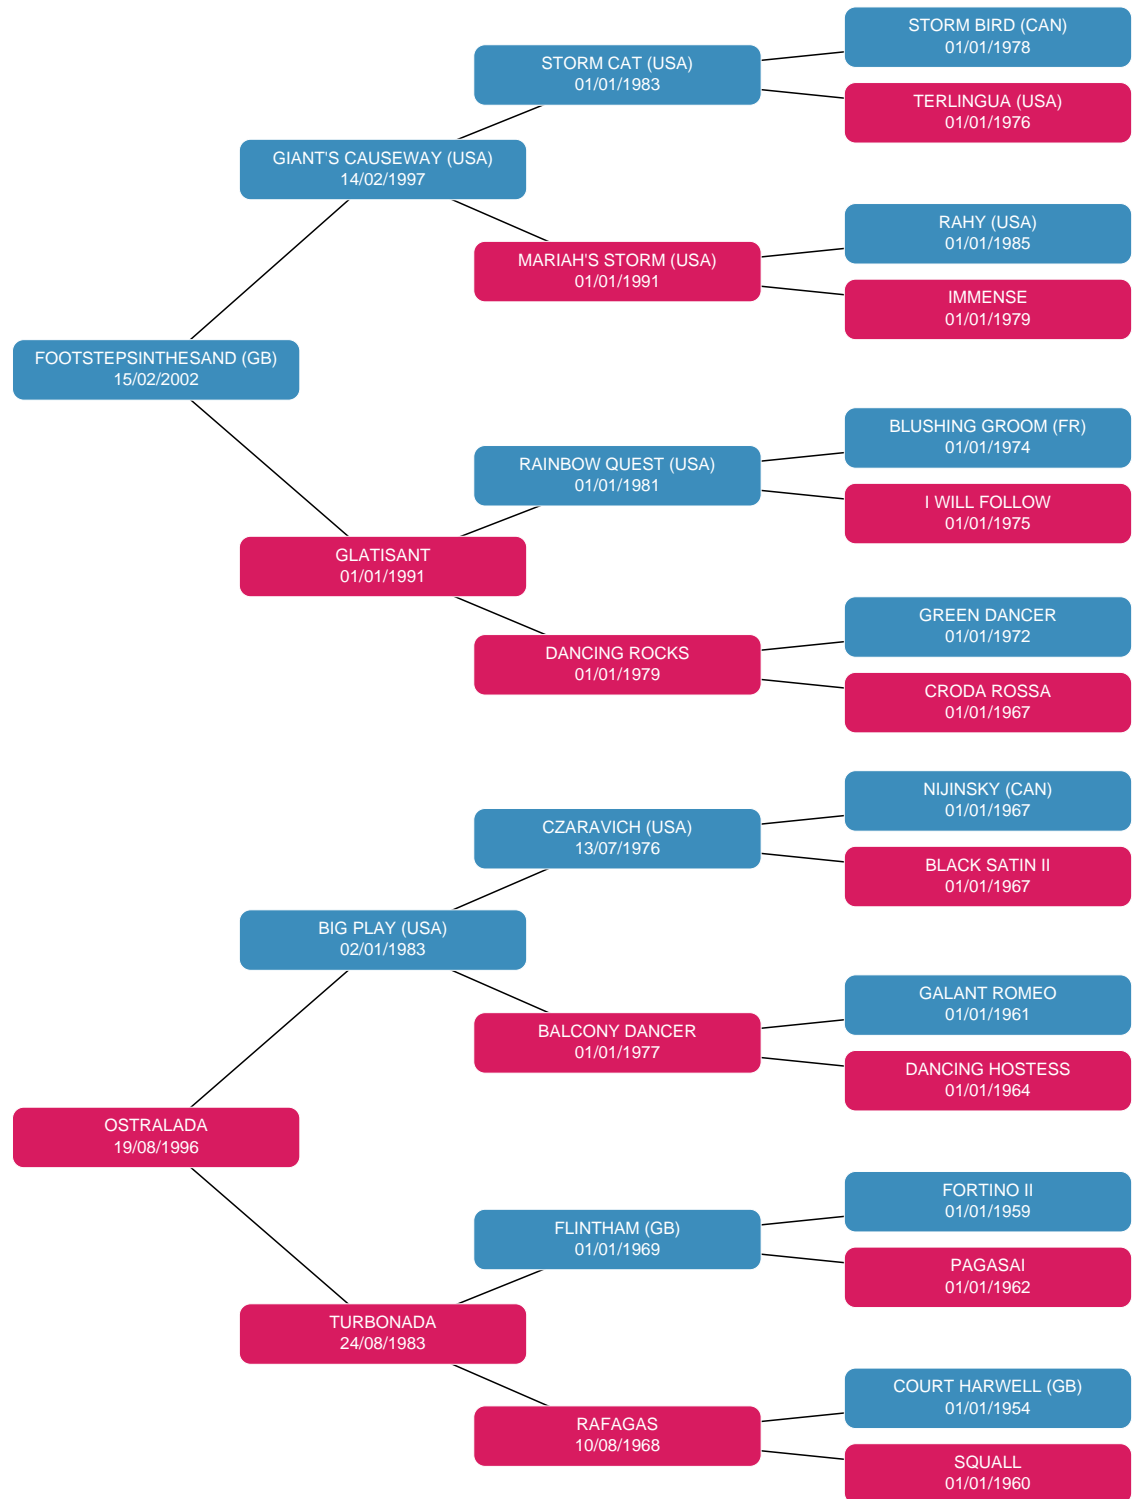 STORM BIRD (CAN)
01/01/1978
STORM CAT (USA)
01/01/1983
TERLINGUA (USA)
01/01/1976
GIANT'S CAUSEWAY (USA)
14/02/1997
RAHY (USA)
01/01/1985
MARIAH'S STORM (USA)
01/01/1991
IMMENSE
01/01/1979
FOOTSTEPSINTHESAND (GB)
15/02/2002
BLUSHING GROOM (FR)
01/01/1974
RAINBOW QUEST (USA)
01/01/1981
I WILL FOLLOW
01/01/1975
GLATISANT
01/01/1991
GREEN DANCER
01/01/1972
DANCING ROCKS
01/01/1979
CRODA ROSSA
01/01/1967
NIJINSKY (CAN)
01/01/1967
CZARAVICH (USA)
13/07/1976
BLACK SATIN II
01/01/1967
BIG PLAY (USA)
02/01/1983
GALANT ROMEO
01/01/1961
BALCONY DANCER
01/01/1977
DANCING HOSTESS
01/01/1964
OSTRALADA
19/08/1996
FORTINO II
01/01/1959
FLINTHAM (GB)
01/01/1969
PAGASAI
01/01/1962
TURBONADA
24/08/1983
COURT HARWELL (GB)
01/01/1954
RAFAGAS
10/08/1968
SQUALL
01/01/1960